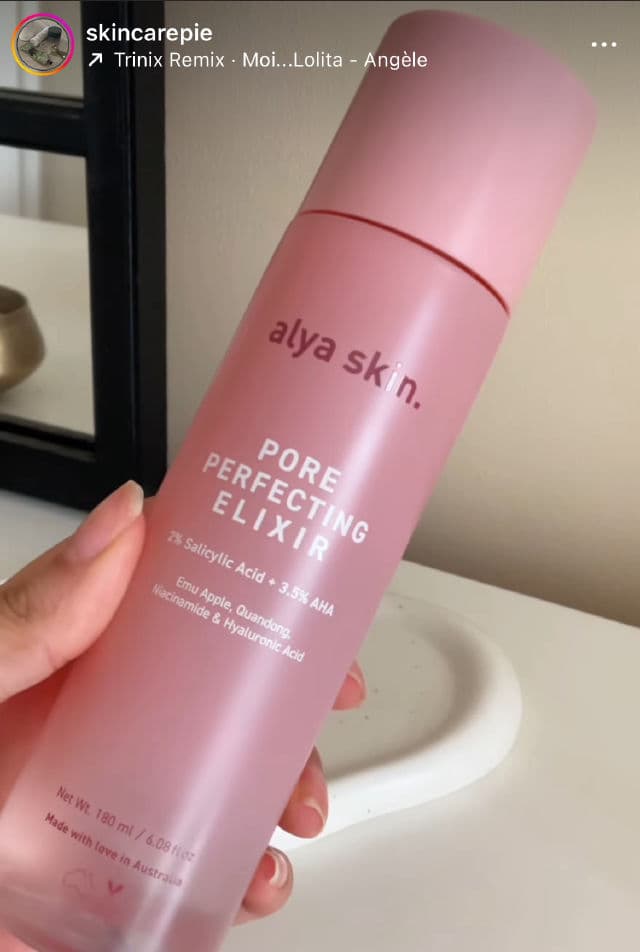 skincarepie
Trinix Remix · Moi...Lolita - Angèle
alya skin.
PORE
PERFECTING
ELIXIR
2% Salicylic Acid + 3.5% AHA
Emu Apple, Quandong,
Niacinamide & Hyaluronic Acid
Net Wt. 180 ml / 6.08 fl oz
Made with love in Australia